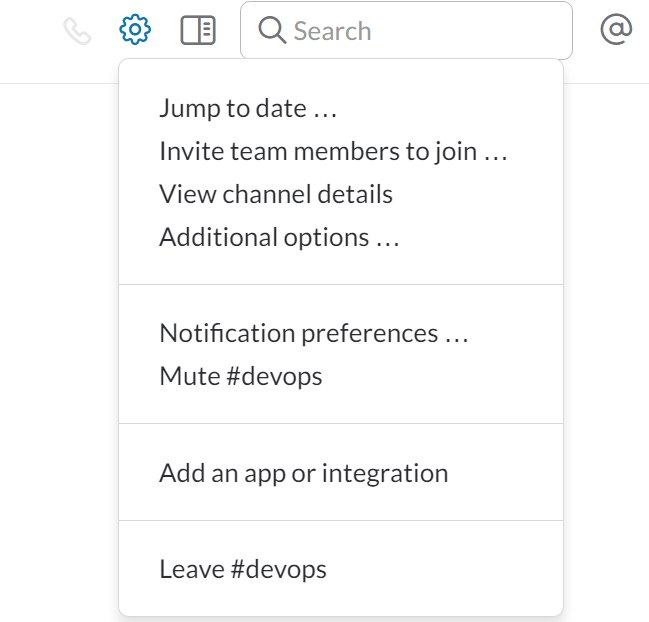 Search
@
Jump to date …
Invite team members to join …
View channel details
Additional options …
Notification preferences …
Mute #devops
Add an app or integration
Leave #devops